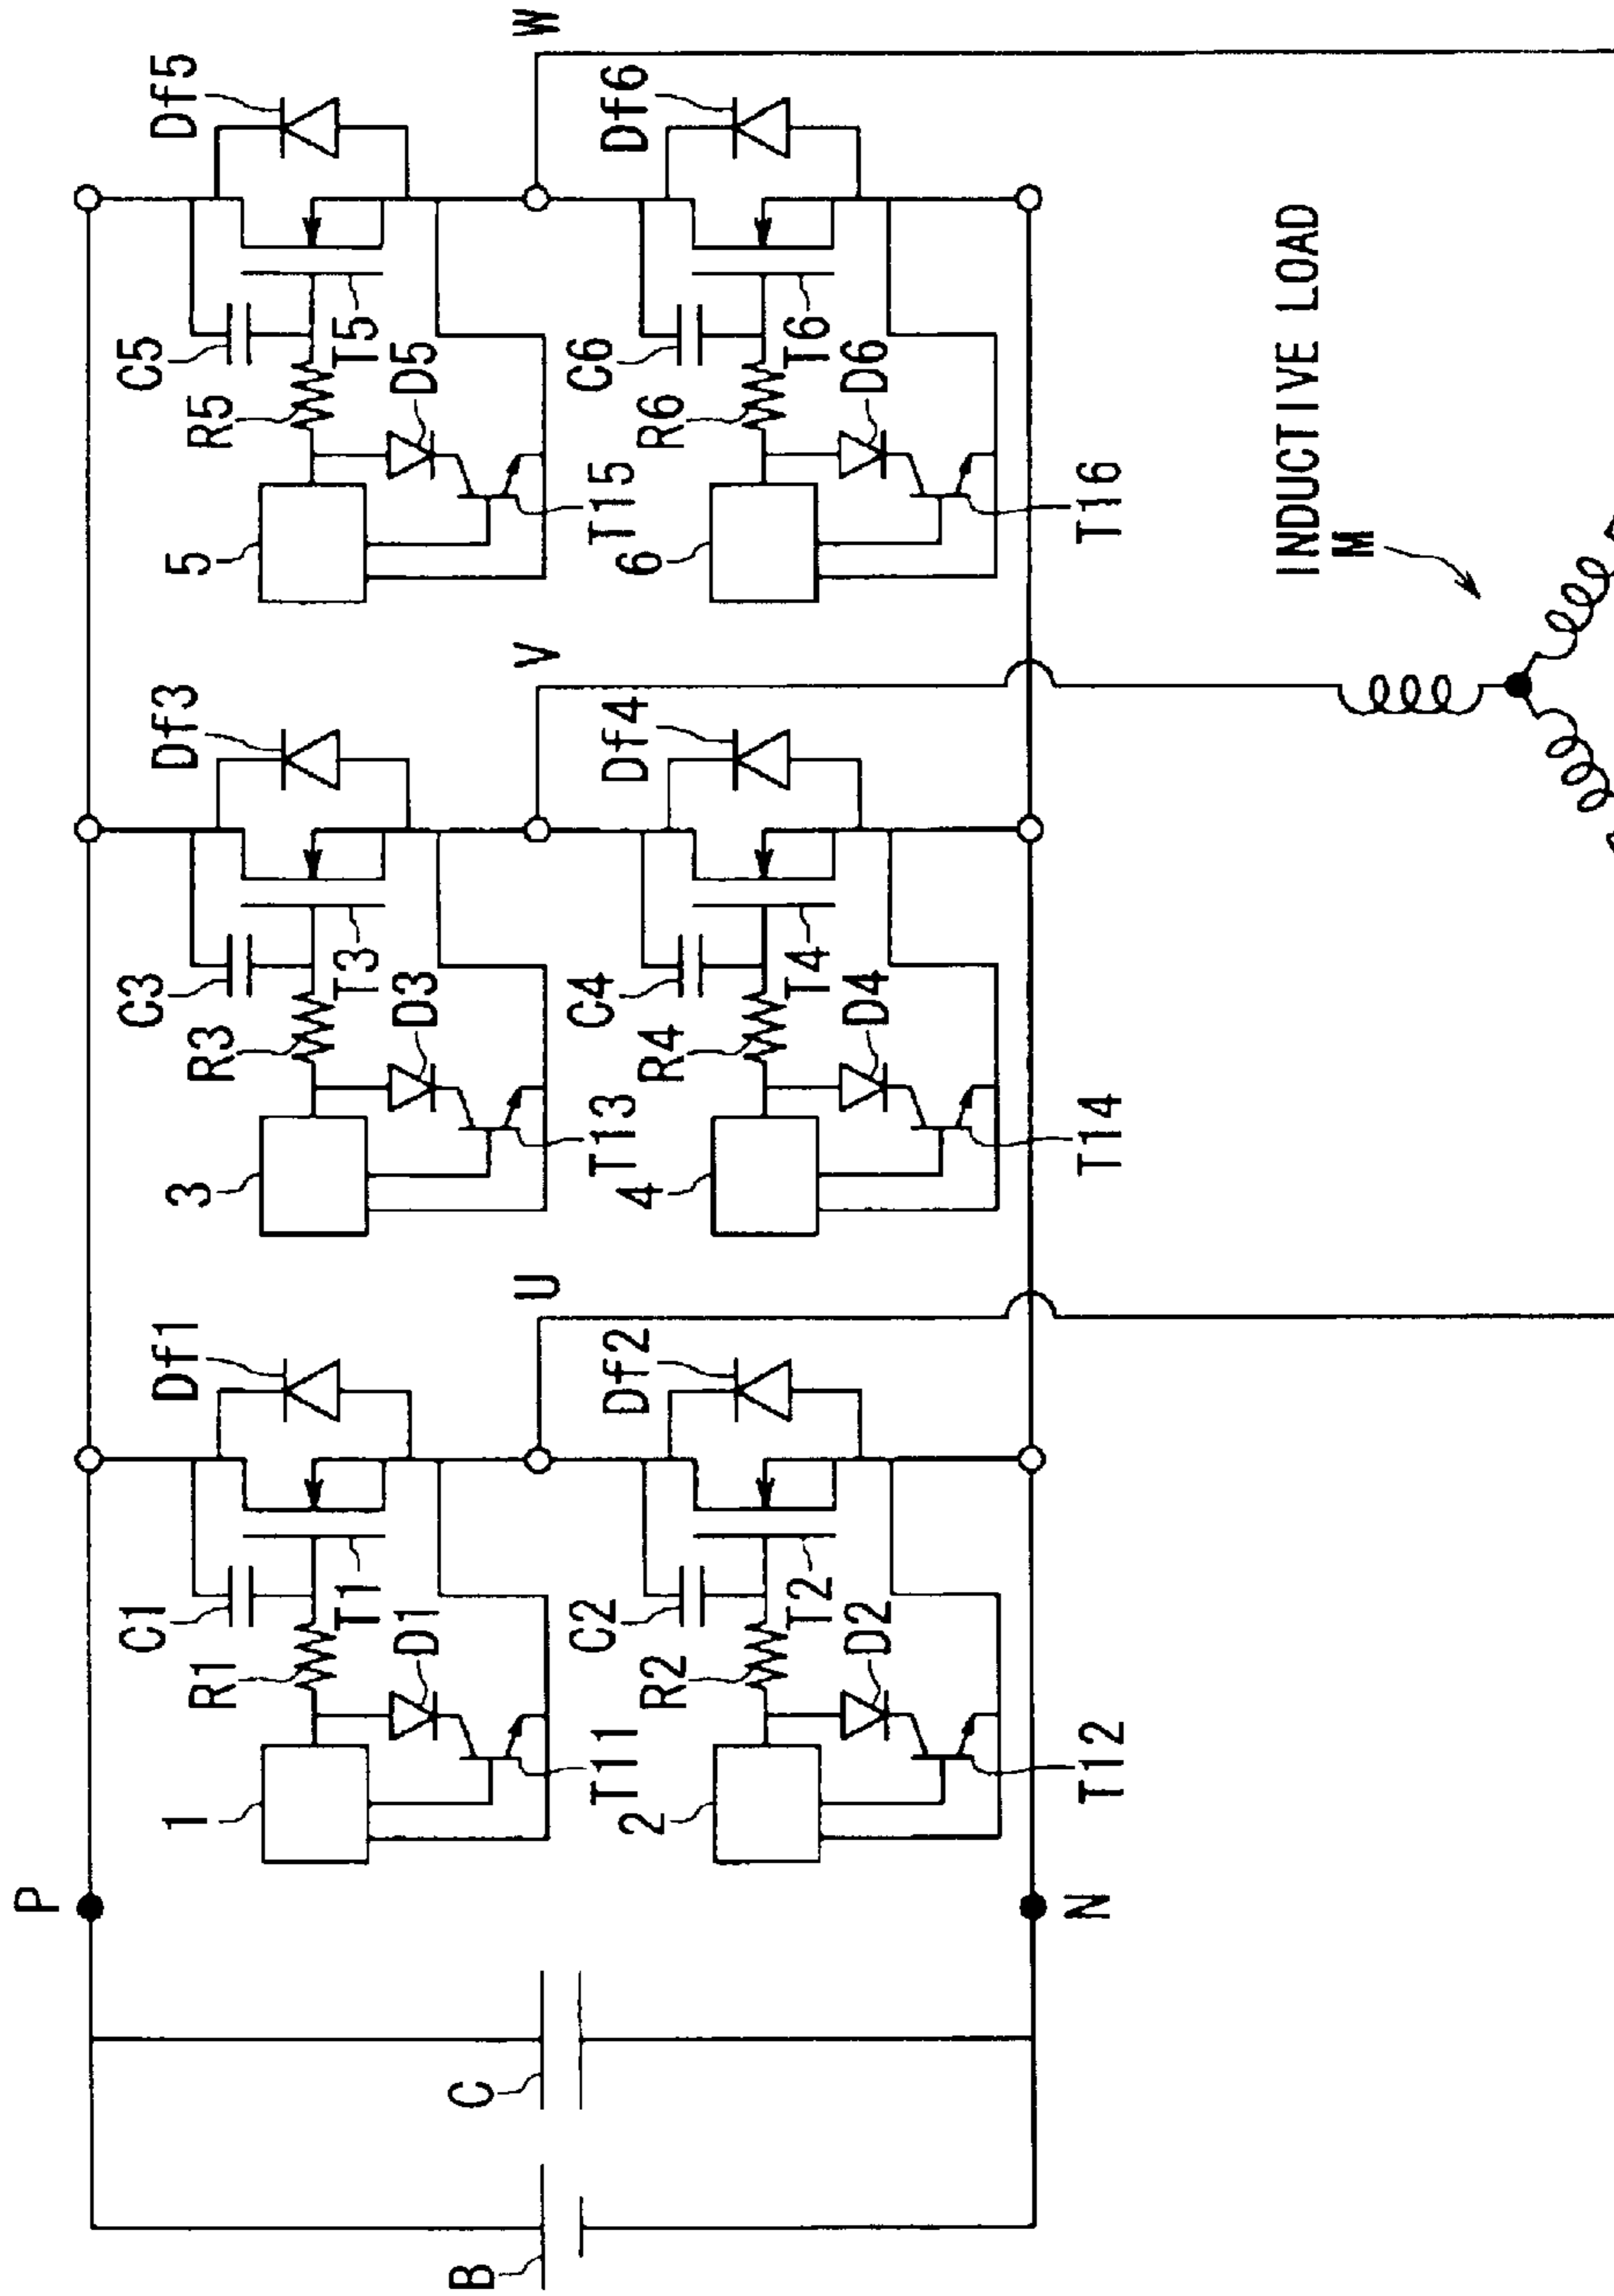 P
B
C
N
1
R1
C1
T1
D1
T11
Df1
U
2
R2
C2
T2
D2
T12
Df2
3
R3
C3
T3
D3
T13
Df3
V
4
R4
C4
T4
D4
T14
Df4
5
R5
C5
T5
D5
T15
Df5
W
6
R6
C6
T6
D6
T16
Df6
INDUCTIVE LOAD
M